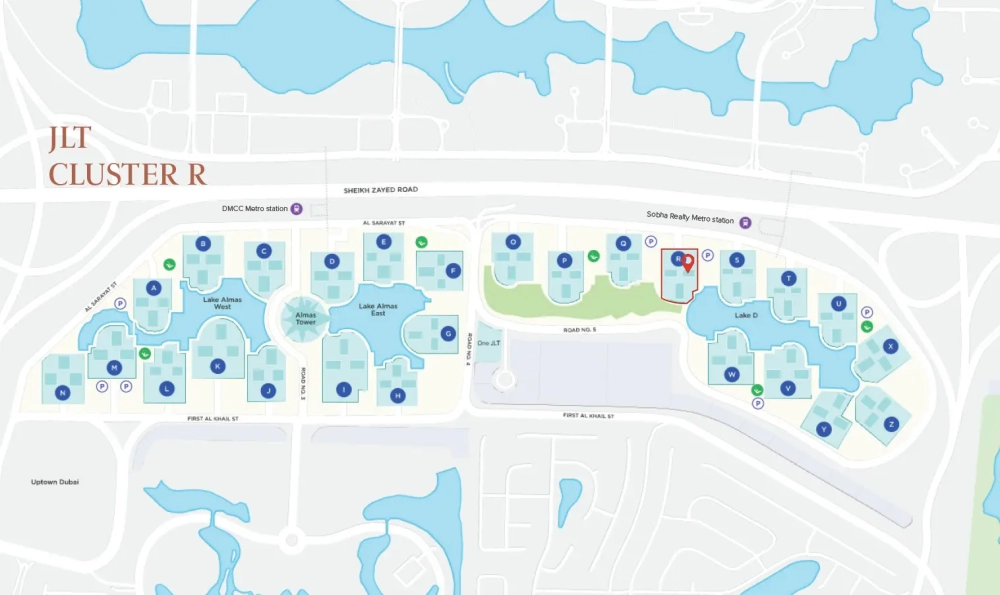 JLT
CLUSTER R
SHEIKH ZAYED ROAD
DMCC Metro station
Sobha Realty Metro station
AL SARAYAT ST
B
C
D
E
F
O
P
Q
R
S
T
U
P
P
P
AL SARAYAT ST
A
P
Lake Almas
West
Almas
Tower
Lake Almas
East
G
ROAD NO. 4
One JLT
ROAD NO. 5
Lake D
X
M
N
P
P
L
K
J
ROAD NO. 3
I
H
W
V
P
Y
Z
FIRST AL KHAIL ST
FIRST AL KHAIL ST
Uptown Dubai